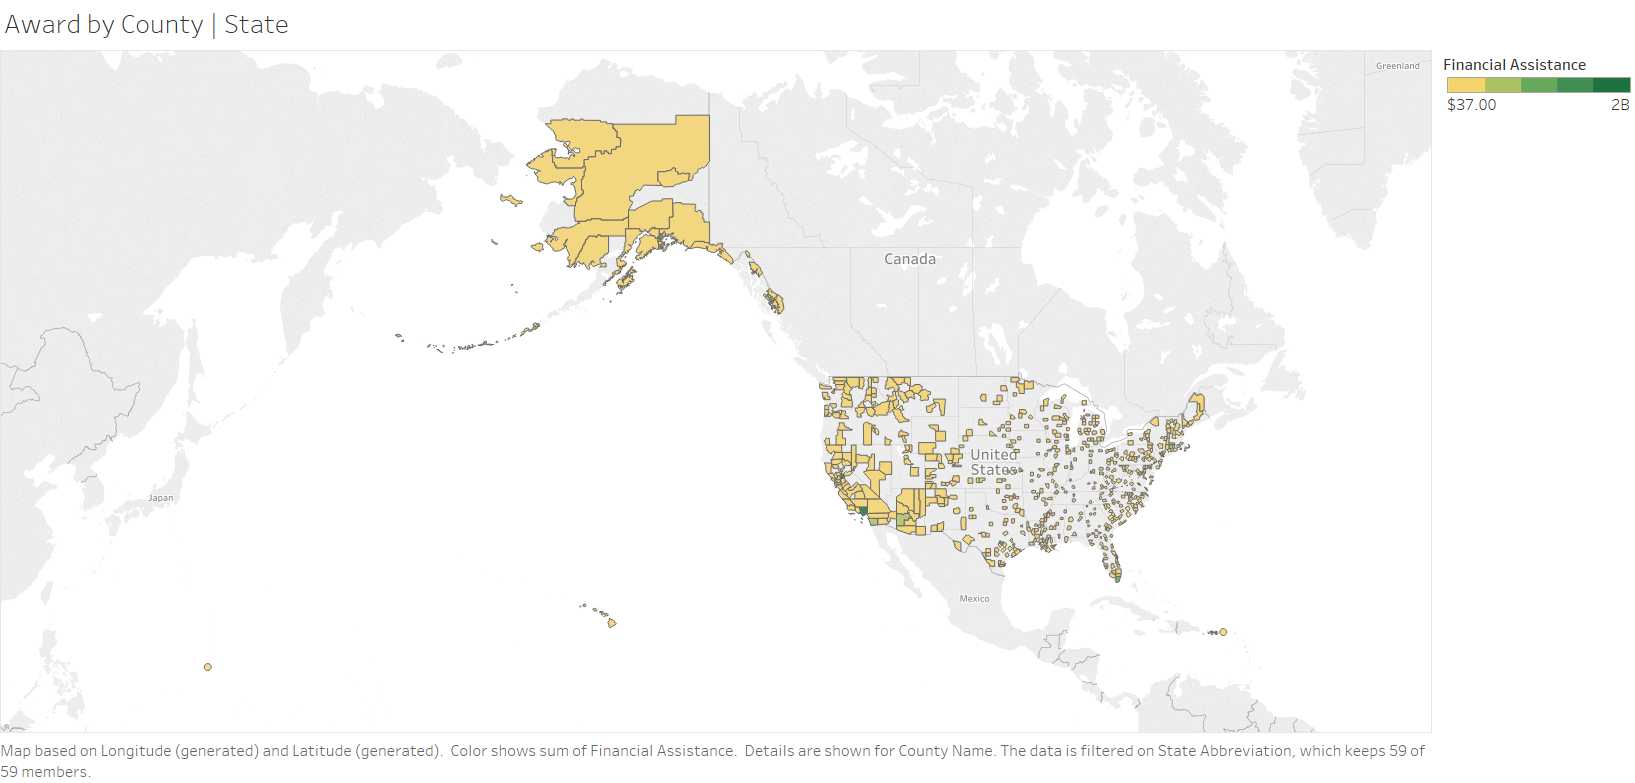 Award by County | State
Financial Assistance
$37.00 2B
Greenland
Canada
United
States
Japan
Mexico
Map based on Longitude (generated) and Latitude (generated).  Color shows sum of Financial Assistance.  Details are shown for County Name. The data is filtered on State Abbreviation, which keeps 59 of
59 members.